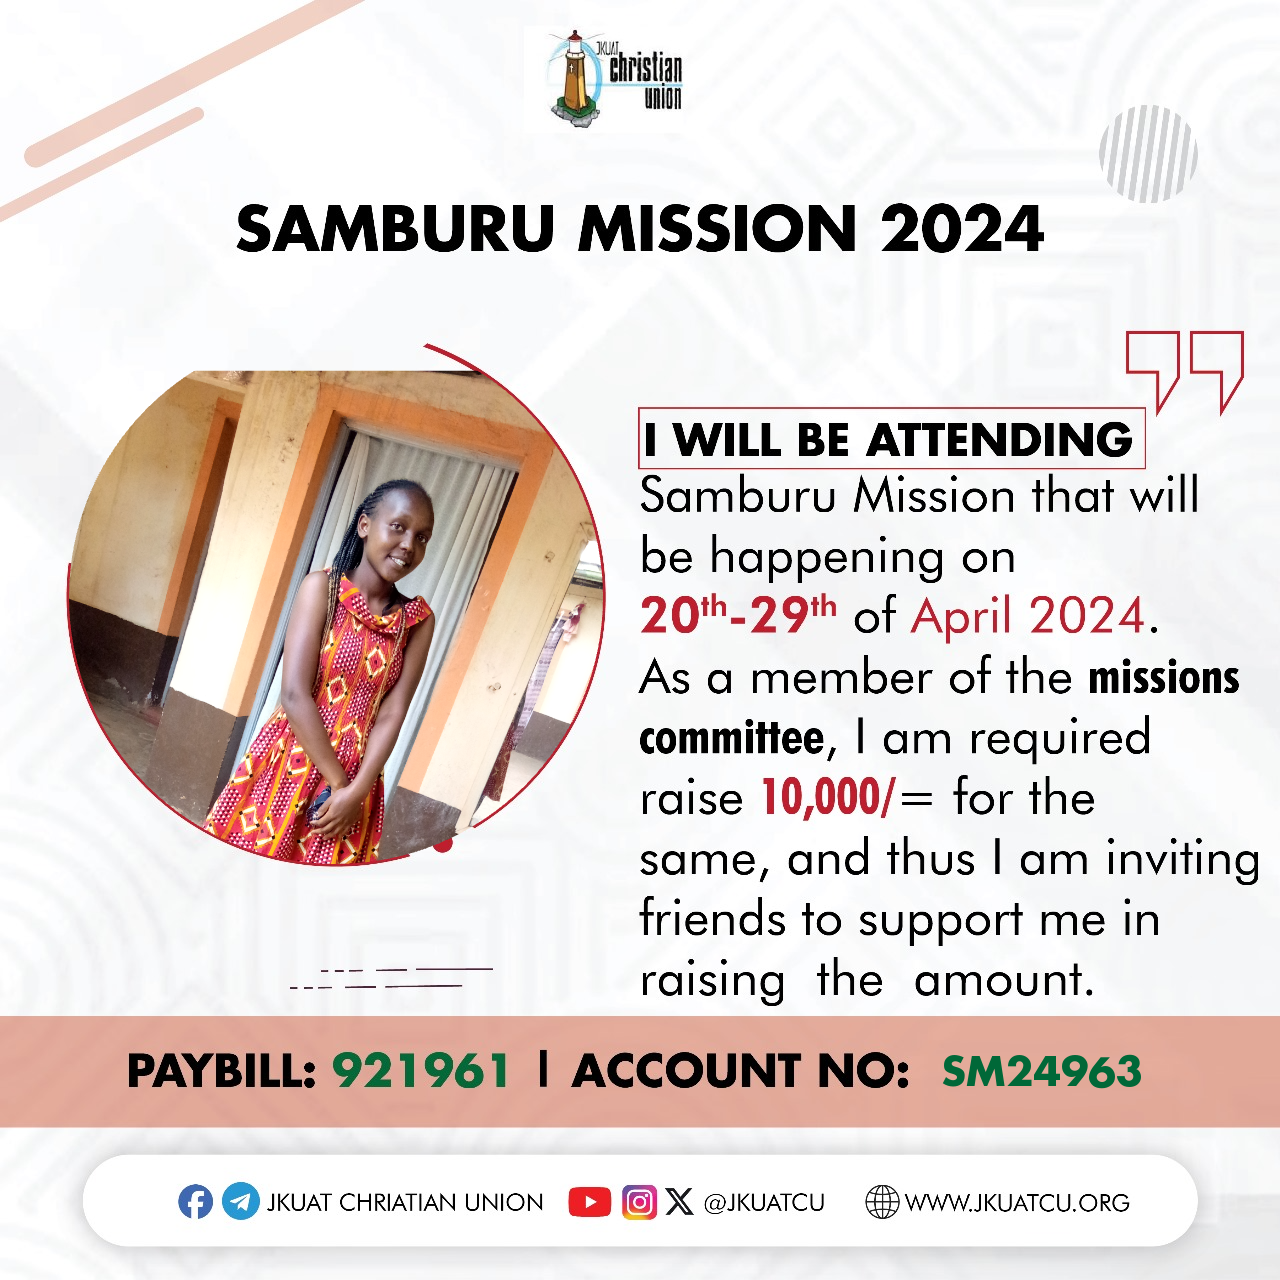 JKUAT
christian
union
SAMBURU MISSION 2024
I WILL BE ATTENDING
Samburu Mission that will
be happening on
20th-29th of April 2024.
As a member of the missions
committee, I am required
raise 10,000/= for the
same, and thus I am inviting
friends to support me in
raising the amount.
PAYBILL: 921961 | ACCOUNT NO: SM24963
JKUAT CHRIATIAN UNION @JKUATCU WWW.JKUATCU.ORG